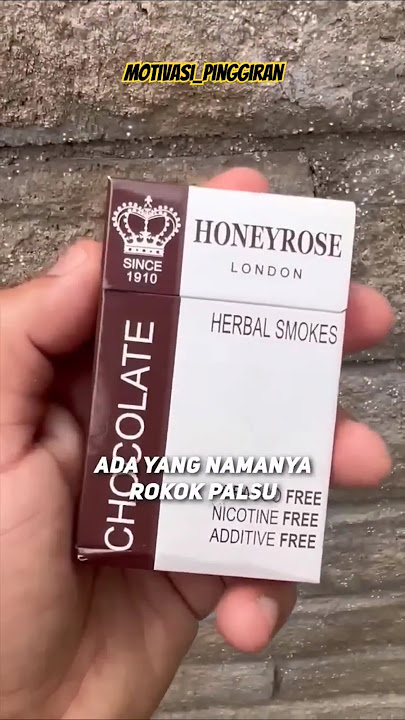 MOTIVASI_PINGGIRAN
SINCE
1910
HONEYROSE
LONDON
HERBAL SMOKES
CHOCOLATE
ADA YANG NAMANYA
ROKOK PALSU
FREE
NICOTINE FREE
ADDITIVE FREE